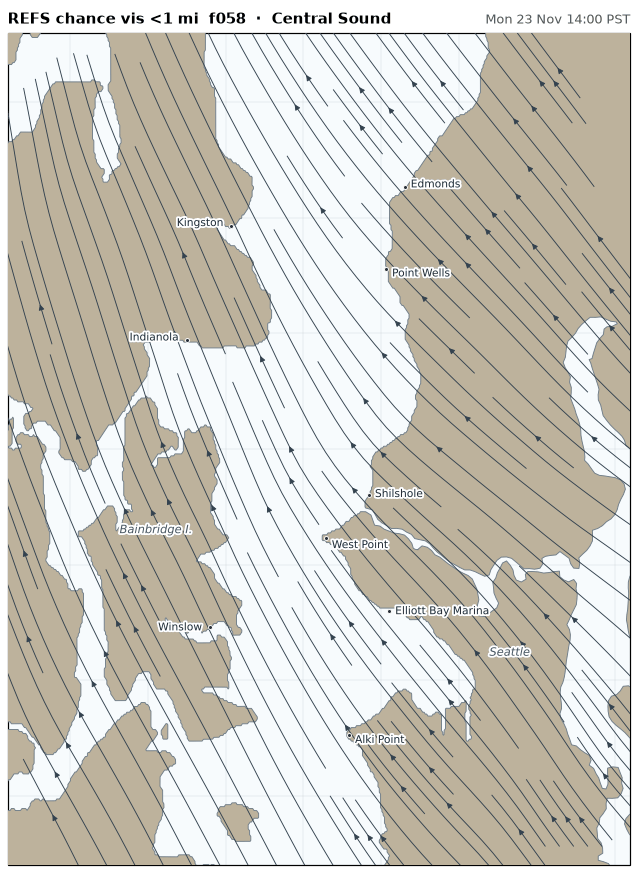 REFS chance vis <1 mi f058 · Central Sound
Mon 23 Nov 14:00 PST
Edmonds
Kingston
Point Wells
Indianola
Shilshole
Bainbridge I.
West Point
Elliott Bay Marina
Winslow
Seattle
Alki Point